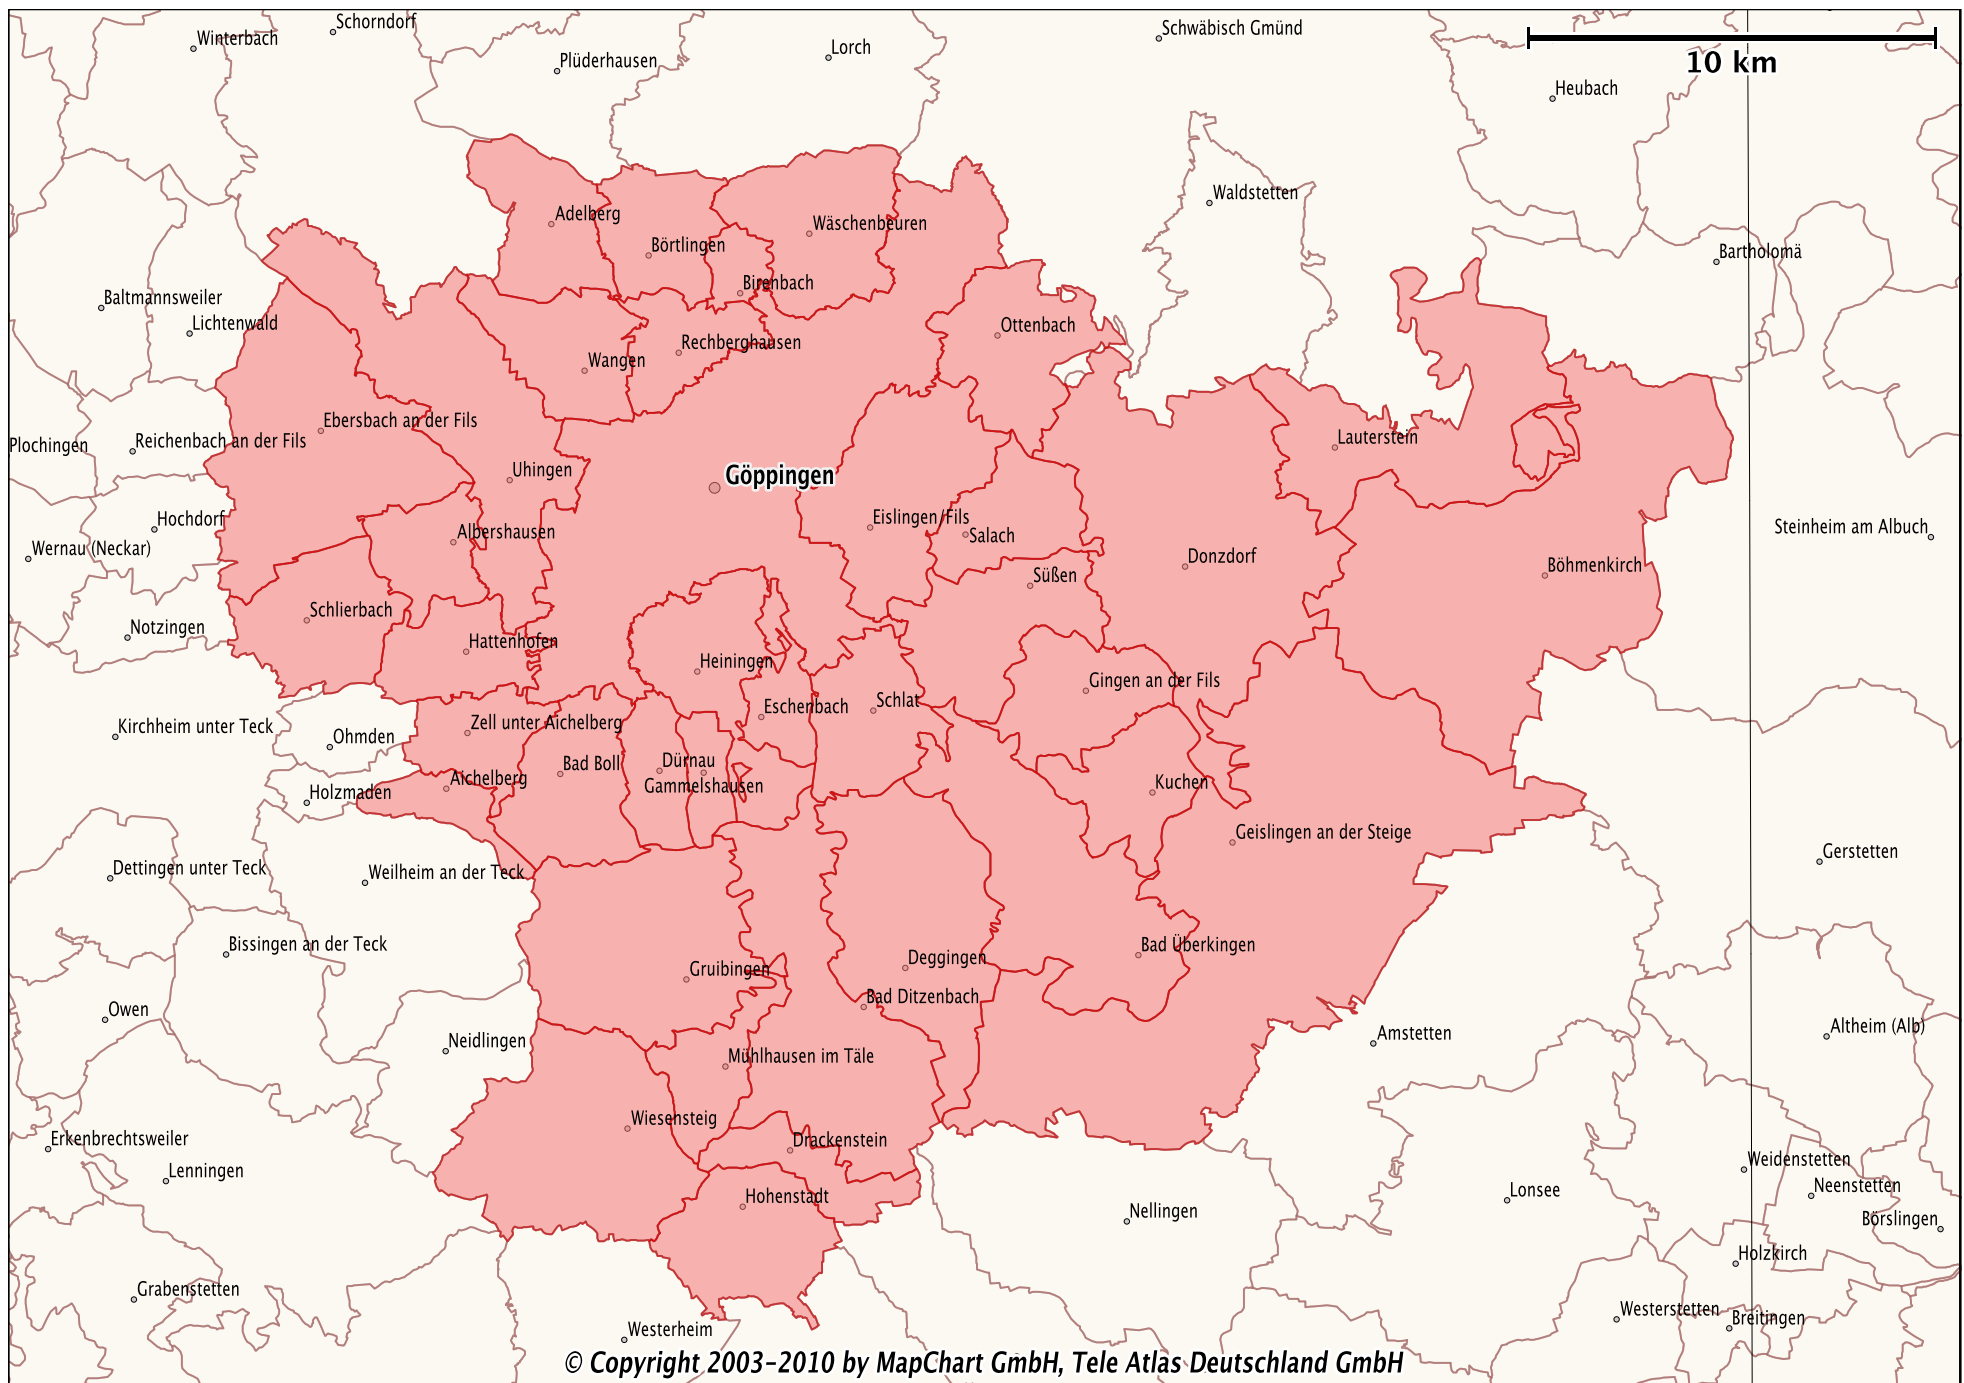 Schorndorf
Winterbach
Schwäbisch Gmünd
Lorch
Plüderhausen
10 km
Heubach
Waldstetten
Adelberg
Wäschenbeuren
Börtlingen
Bartholomä
Birenbach
Baltmannsweiler
Lichtenwald
Ottenbach
Rechberghausen
Wangen
Ebersbach an der Fils
Lauterstein
Reichenbach an der Fils
Plochingen
Uhingen
Göppingen
Hochdorf
Eislingen/Fils
Steinheim am Albuch
Albershausen
Salach
Wernau (Neckar)
Donzdorf
Böhmenkirch
Süßen
Schlierbach
Notzingen
Hattenhofen
Heiningen
Gingen an der Fils
Schlat
Eschenbach
Kirchheim unter Teck
Zell unter Aichelberg
Ohmden
Dürnau
Bad Boll
Aichelberg
Kuchen
Gammelshausen
Holzmaden
Geislingen an der Steige
Gerstetten
Dettingen unter Teck
Weilheim an der Teck
Bissingen an der Teck
Bad Überkingen
Deggingen
Gruibingen
Bad Ditzenbach
Owen
Altheim (Alb)
Amstetten
Neidlingen
Mühlhausen im Täle
Wiesensteig
Erkenbrechtsweiler
Drackenstein
Weidenstetten
Lenningen
Neenstetten
Lonsee
Hohenstadt
Nellingen
Börslingen
Holzkirch
Grabenstetten
Westerstetten
Breitingen
Westerheim
© Copyright 2003-2010 by MapChart GmbH, Tele Atlas Deutschland GmbH